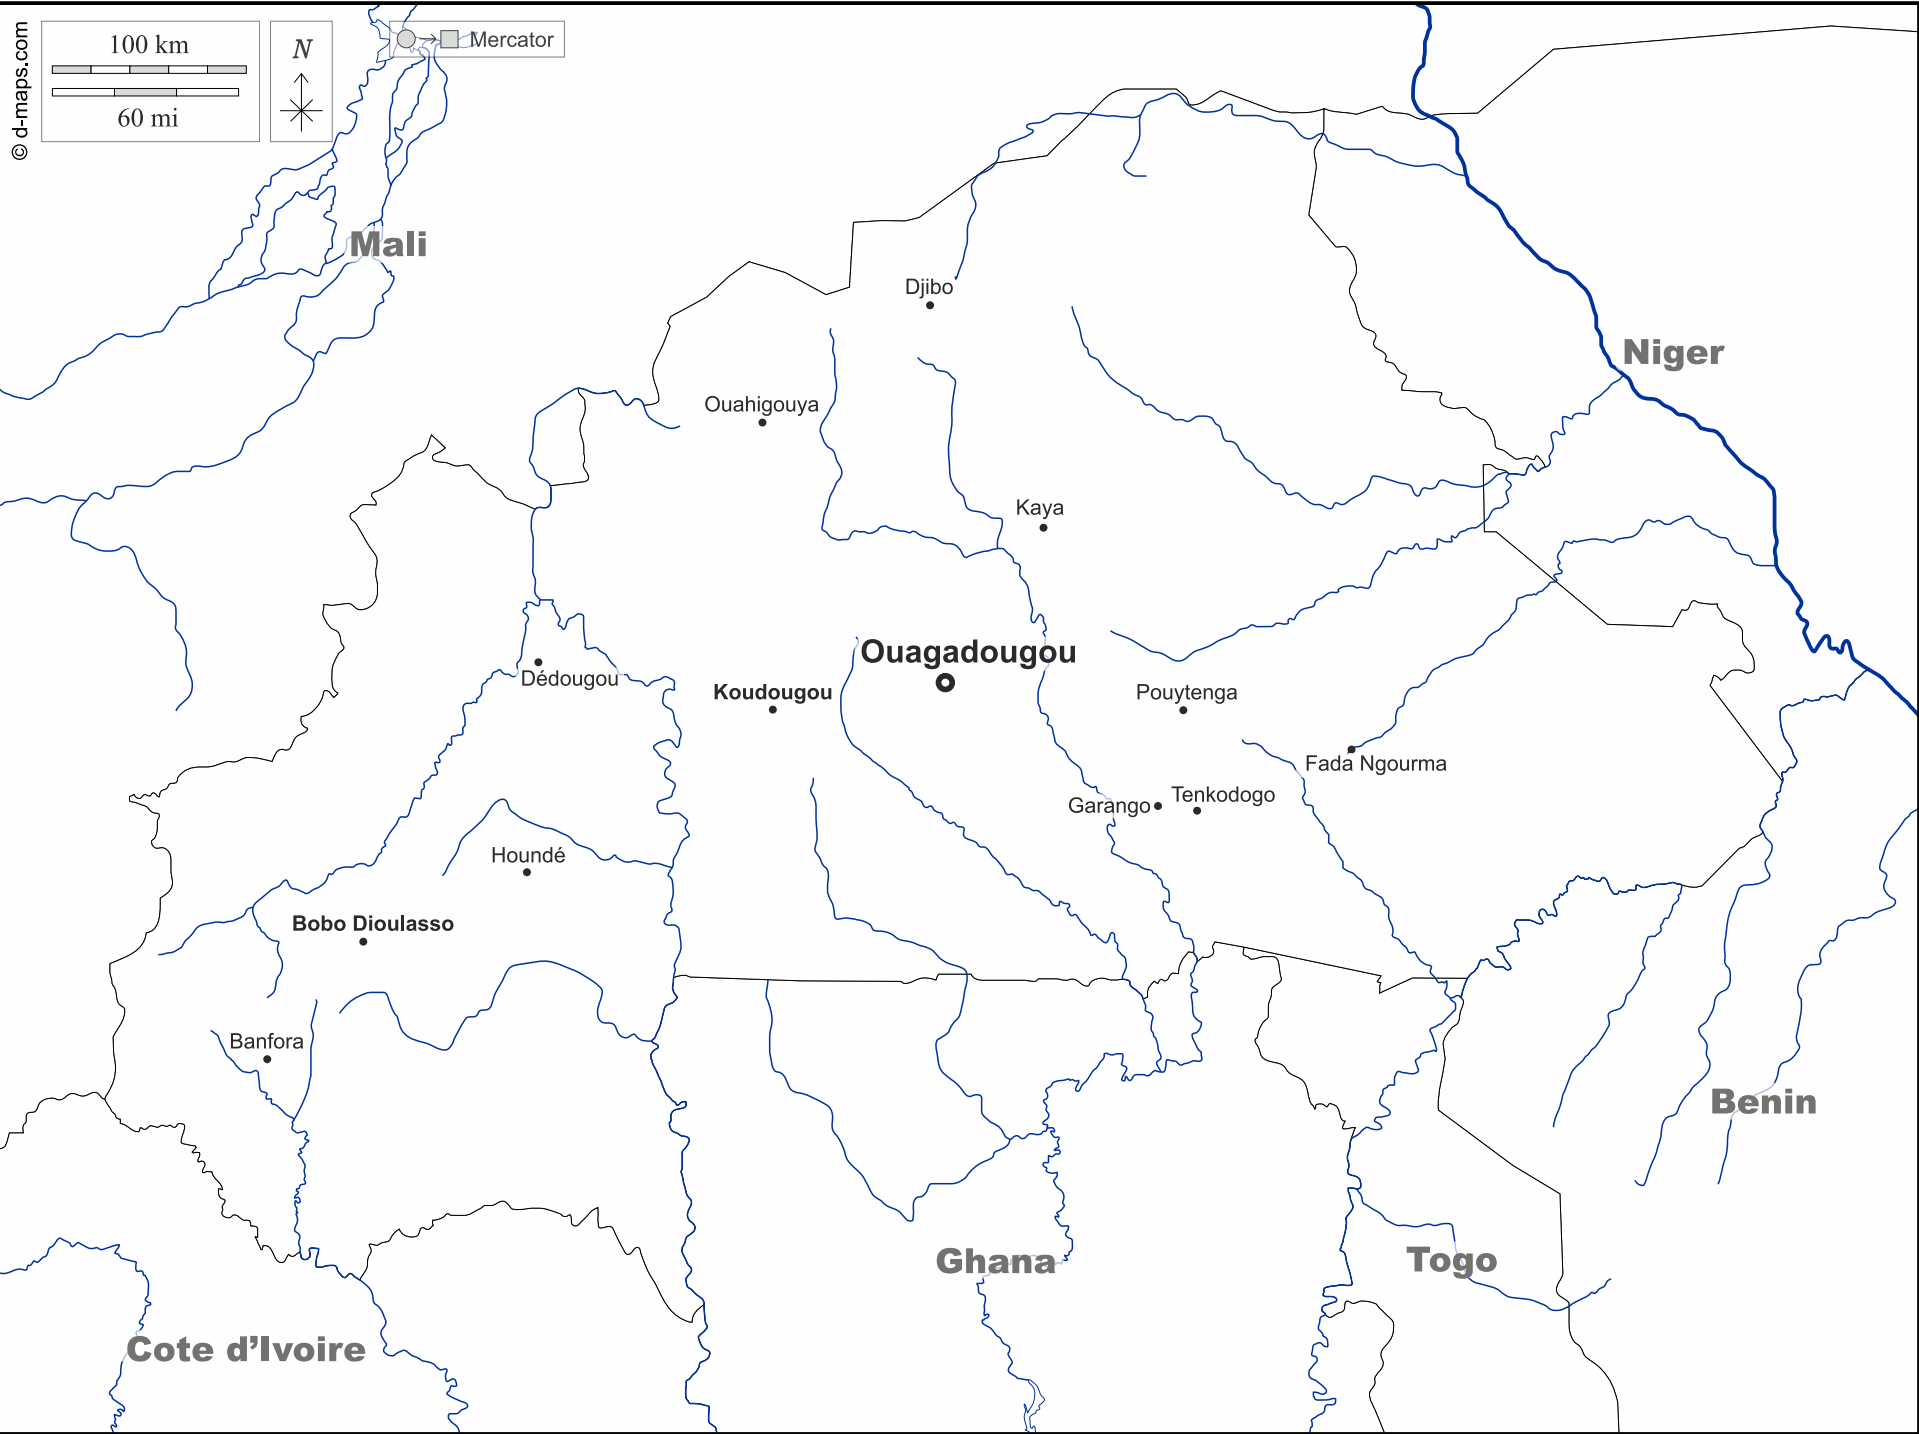 © d-maps.com
100 km
60 mi
N
Mercator
Mali
Djibo
Niger
Ouahigouya
Kaya
Ouagadougou
Dédougou
Koudougou
Pouytenga
Fada Ngourma
Garango
Tenkodogo
Houndé
Bobo Dioulasso
Banfora
Benin
Ghana
Togo
Cote d’Ivoire